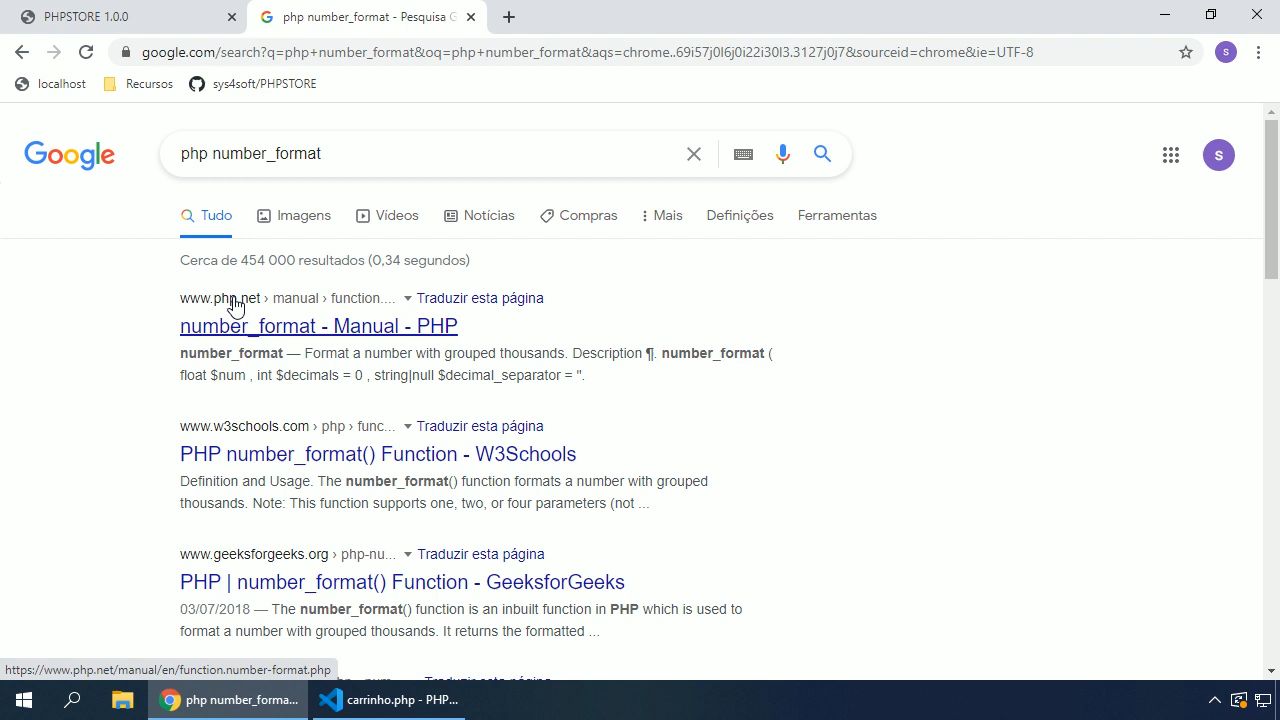 PHPSTORE 1.0.0
php number_format - Pesquisa G
google.com/search?q=php+number_format&oq=php+number_format&aqs=chrome..69i57j0l6j0i22i30l3.3127j0j7&sourceid=chrome&ie=UTF-8
S
localhost
Recursos
sys4soft/PHPSTORE
Google
php number_format
S
Tudo
Imagens
Vídeos
Notícias
Compras
Mais
Definições
Ferramentas
Cerca de 454 000 resultados (0,34 segundos)
www.php.net › manual › function.... Traduzir esta página
number_format - Manual - PHP
number_format — Format a number with grouped thousands. Description ¶. number_format (
float $num , int $decimals = 0 , string|null $decimal_separator = ".
www.w3schools.com › php › func... Traduzir esta página
PHP number_format() Function - W3Schools
Definition and Usage. The number_format() function formats a number with grouped
thousands. Note: This function supports one, two, or four parameters (not ...
www.geeksforgeeks.org › php-nu... Traduzir esta página
PHP | number_format() Function - GeeksforGeeks
03/07/2018 — The number_format() function is an inbuilt function in PHP which is used to
format a number with grouped thousands. It returns the formatted ...
https://www.php.net/manual/en/function.number-format.php
php number_forma...
carrinho.php - PHP...